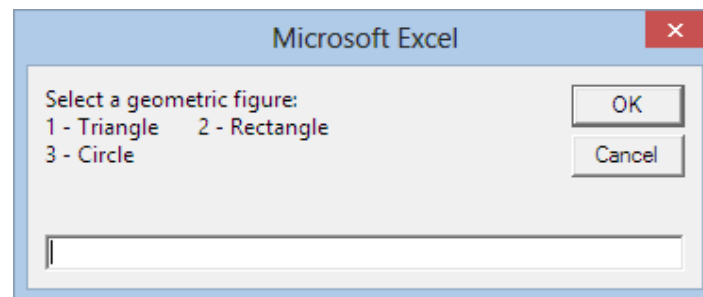 Microsoft Excel
Select a geometric figure:
1 - Triangle 2 - Rectangle
3 - Circle
OK
Cancel